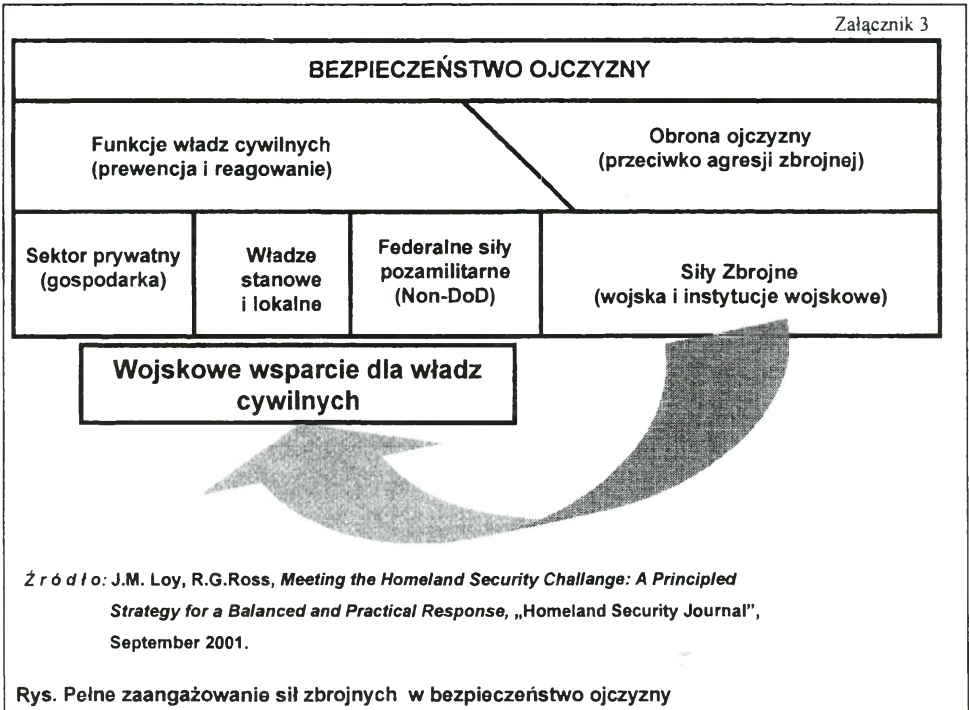 Załącznik 3
BEZPIECZEŃSTWO OJCZYZNY
Funkcje władz cywilnych
(prewencja i reagowanie)
Obrona ojczyzny
(przeciwko agresji zbrojnej)
Sektor prywatny
(gospodarka)
Władze
stanowe
i lokalne
Federalne siły
pozamilitarne
(Non-DoD)
Siły Zbrojne
(wojska i instytucje wojskowe)
Wojskowe wsparcie dla władz
cywilnych
Źródło: J.M. Loy, R.G.Ross, Meeting the Homeland Security Challange: A Principled
Strategy for a Balanced and Practical Response, „Homeland Security Journal”,
September 2001.
Rys. Pełne zaangażowanie sił zbrojnych w bezpieczeństwo ojczyzny